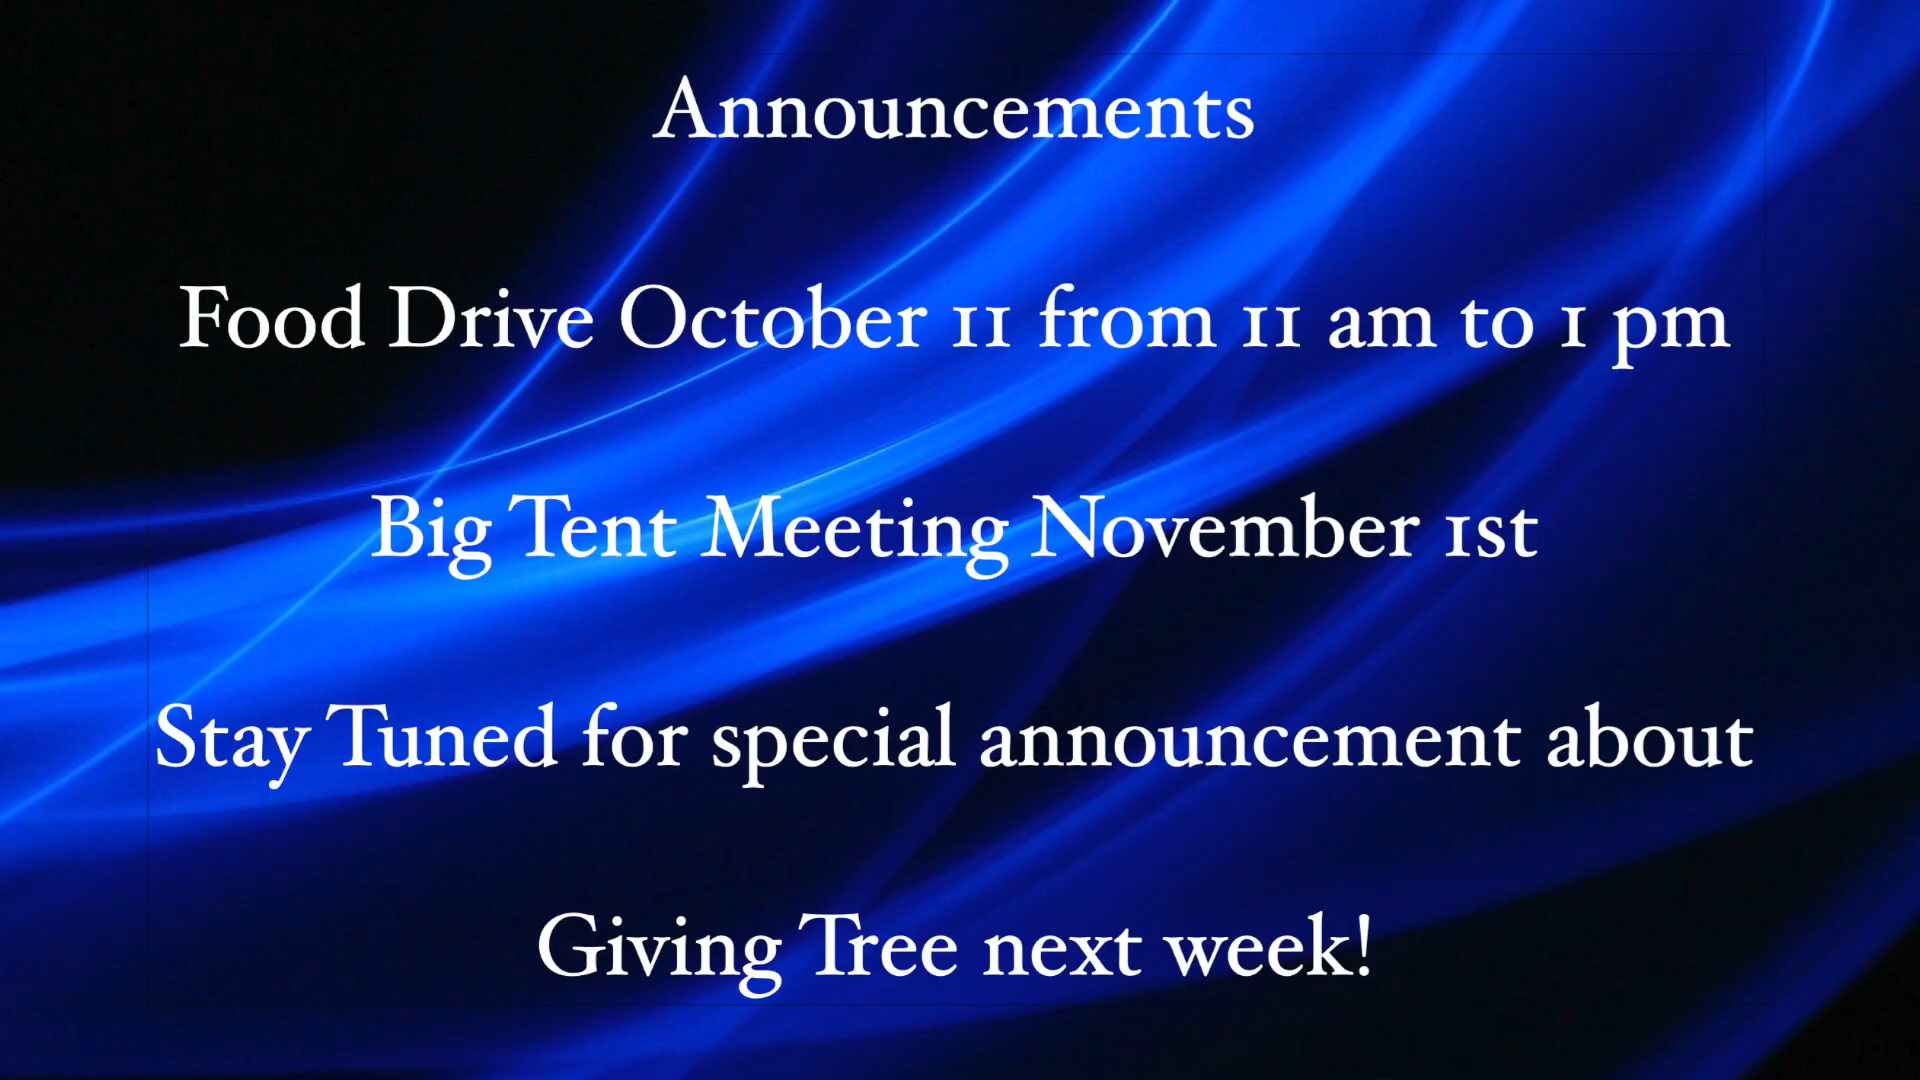 Announcements
Food Drive October 11 from 11 am to 1 pm
Big Tent Meeting November 1st
Stay Tuned for special announcement about
Giving Tree next week!